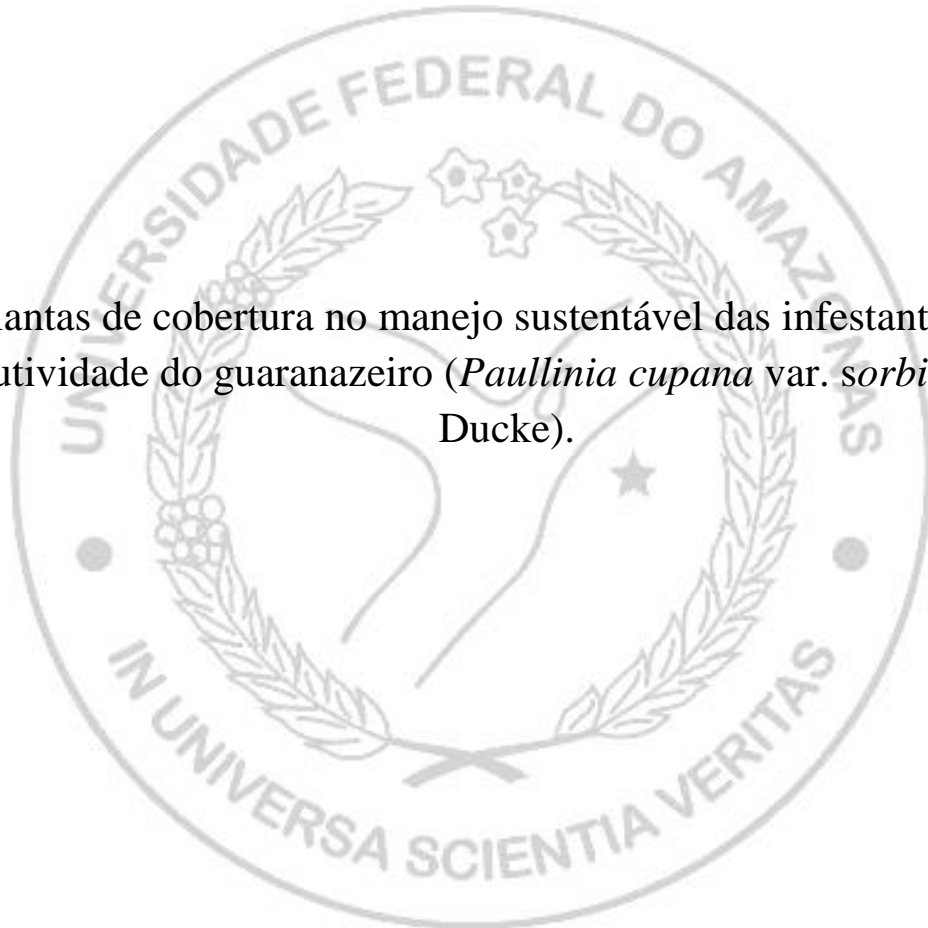 UNIVERSIDADE FEDERAL DO AMAZONAS
lantas de cobertura no manejo sustentável das infestant
utividade do guaranazeiro (Paullinia cupana var. sorbi
Ducke).
IN UNIVERSA SCIENTIA VERITAS